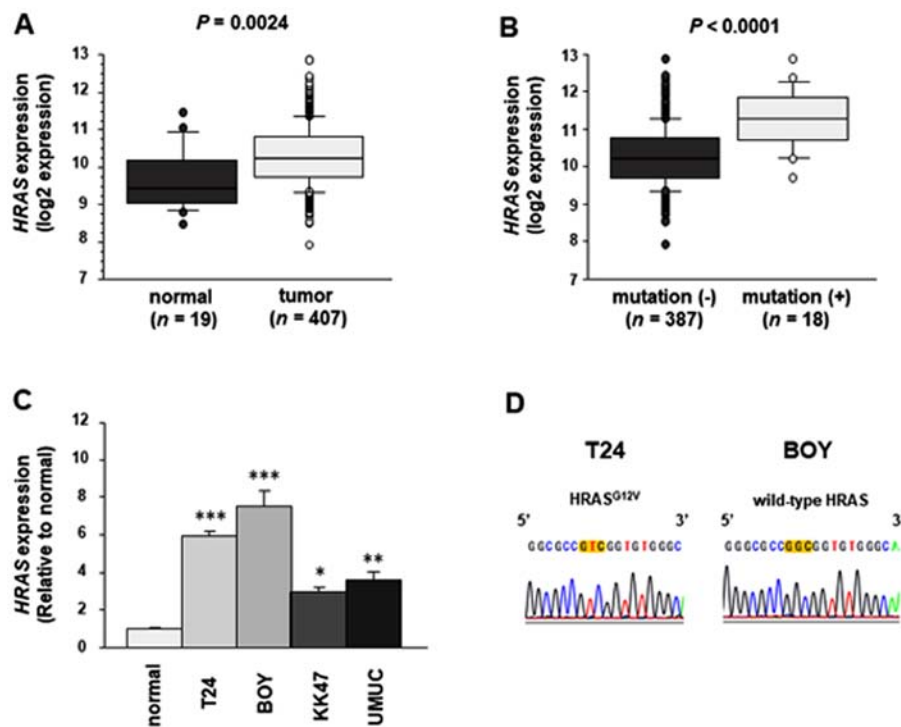 A
P = 0.0024
HRAS expression
(log2 expression)
13
12
11
10
9
8
7
normal
(n = 19)
tumor
(n = 407)
B
P < 0.0001
HRAS expression
(log2 expression)
13
12
11
10
9
8
7
mutation (-)
(n = 387)
mutation (+)
(n = 18)
C
HRAS expression
(Relative to normal)
12
10
8
6
4
2
0
***
***
*
**
normal
T24
BOY
KK47
UMUC
D
T24
HRASG12V
5' 3'
GGCGCCGTCGGTGTGGGC
BOY
wild-type HRAS
5' 3
GGGCGCCGGCGGTGTGGGCA